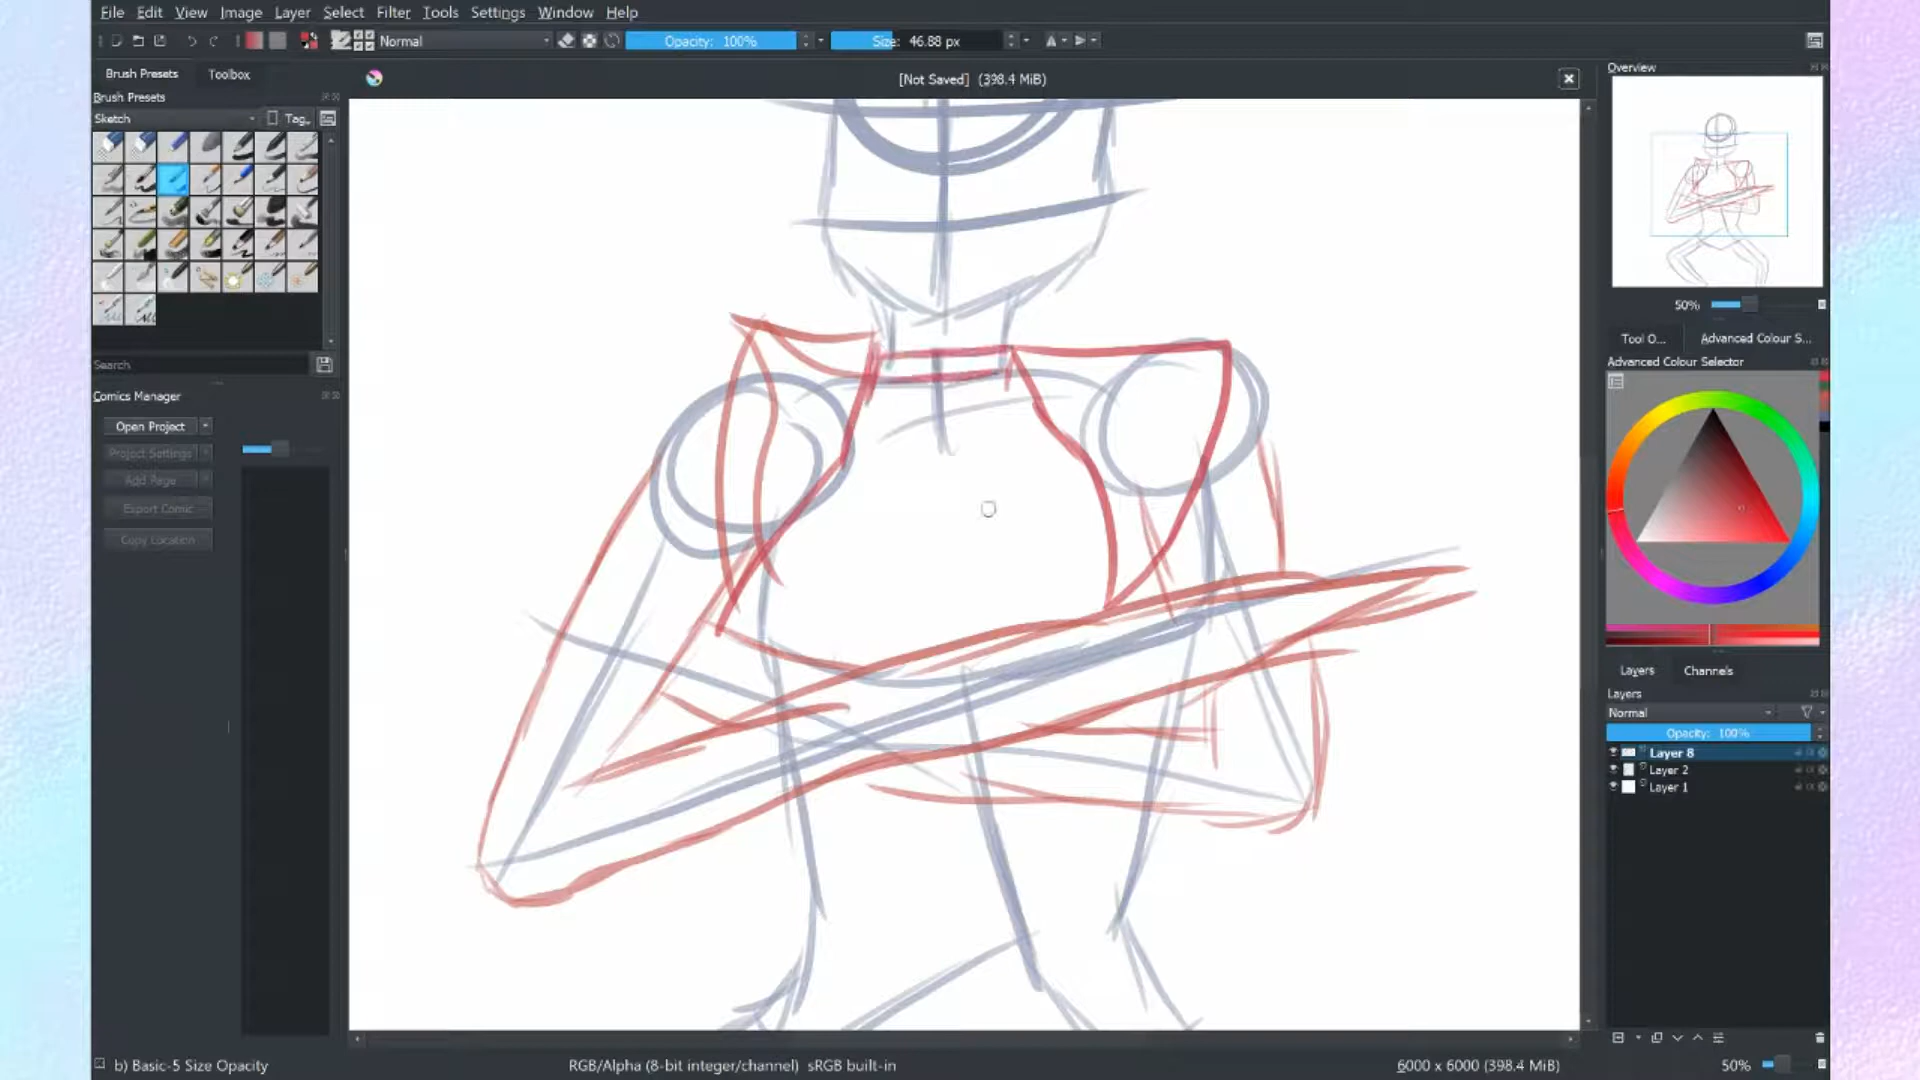 File Edit View Image Layer Select Filter Tools Settings Window Help
Normal Opacity: 100% Size: 46.88 px
Brush Presets Toolbox
[Not Saved] (398.4 MiB)
Overview
Brush Presets
Sketch Tag
50%
Tool O... Advanced Colour S...
Advanced Colour Selector
Search
Comics Manager
Open Project
Project Settings
Add Page
Export Comic
Copy Location
Layers Channels
Layers
Normal
Opacity: 100%
Layer 8
Layer 2
Layer 1
b) Basic-5 Size Opacity RGB/Alpha (8-bit integer/channel) sRGB built-in 6000 x 6000 (398.4 MiB) 50%